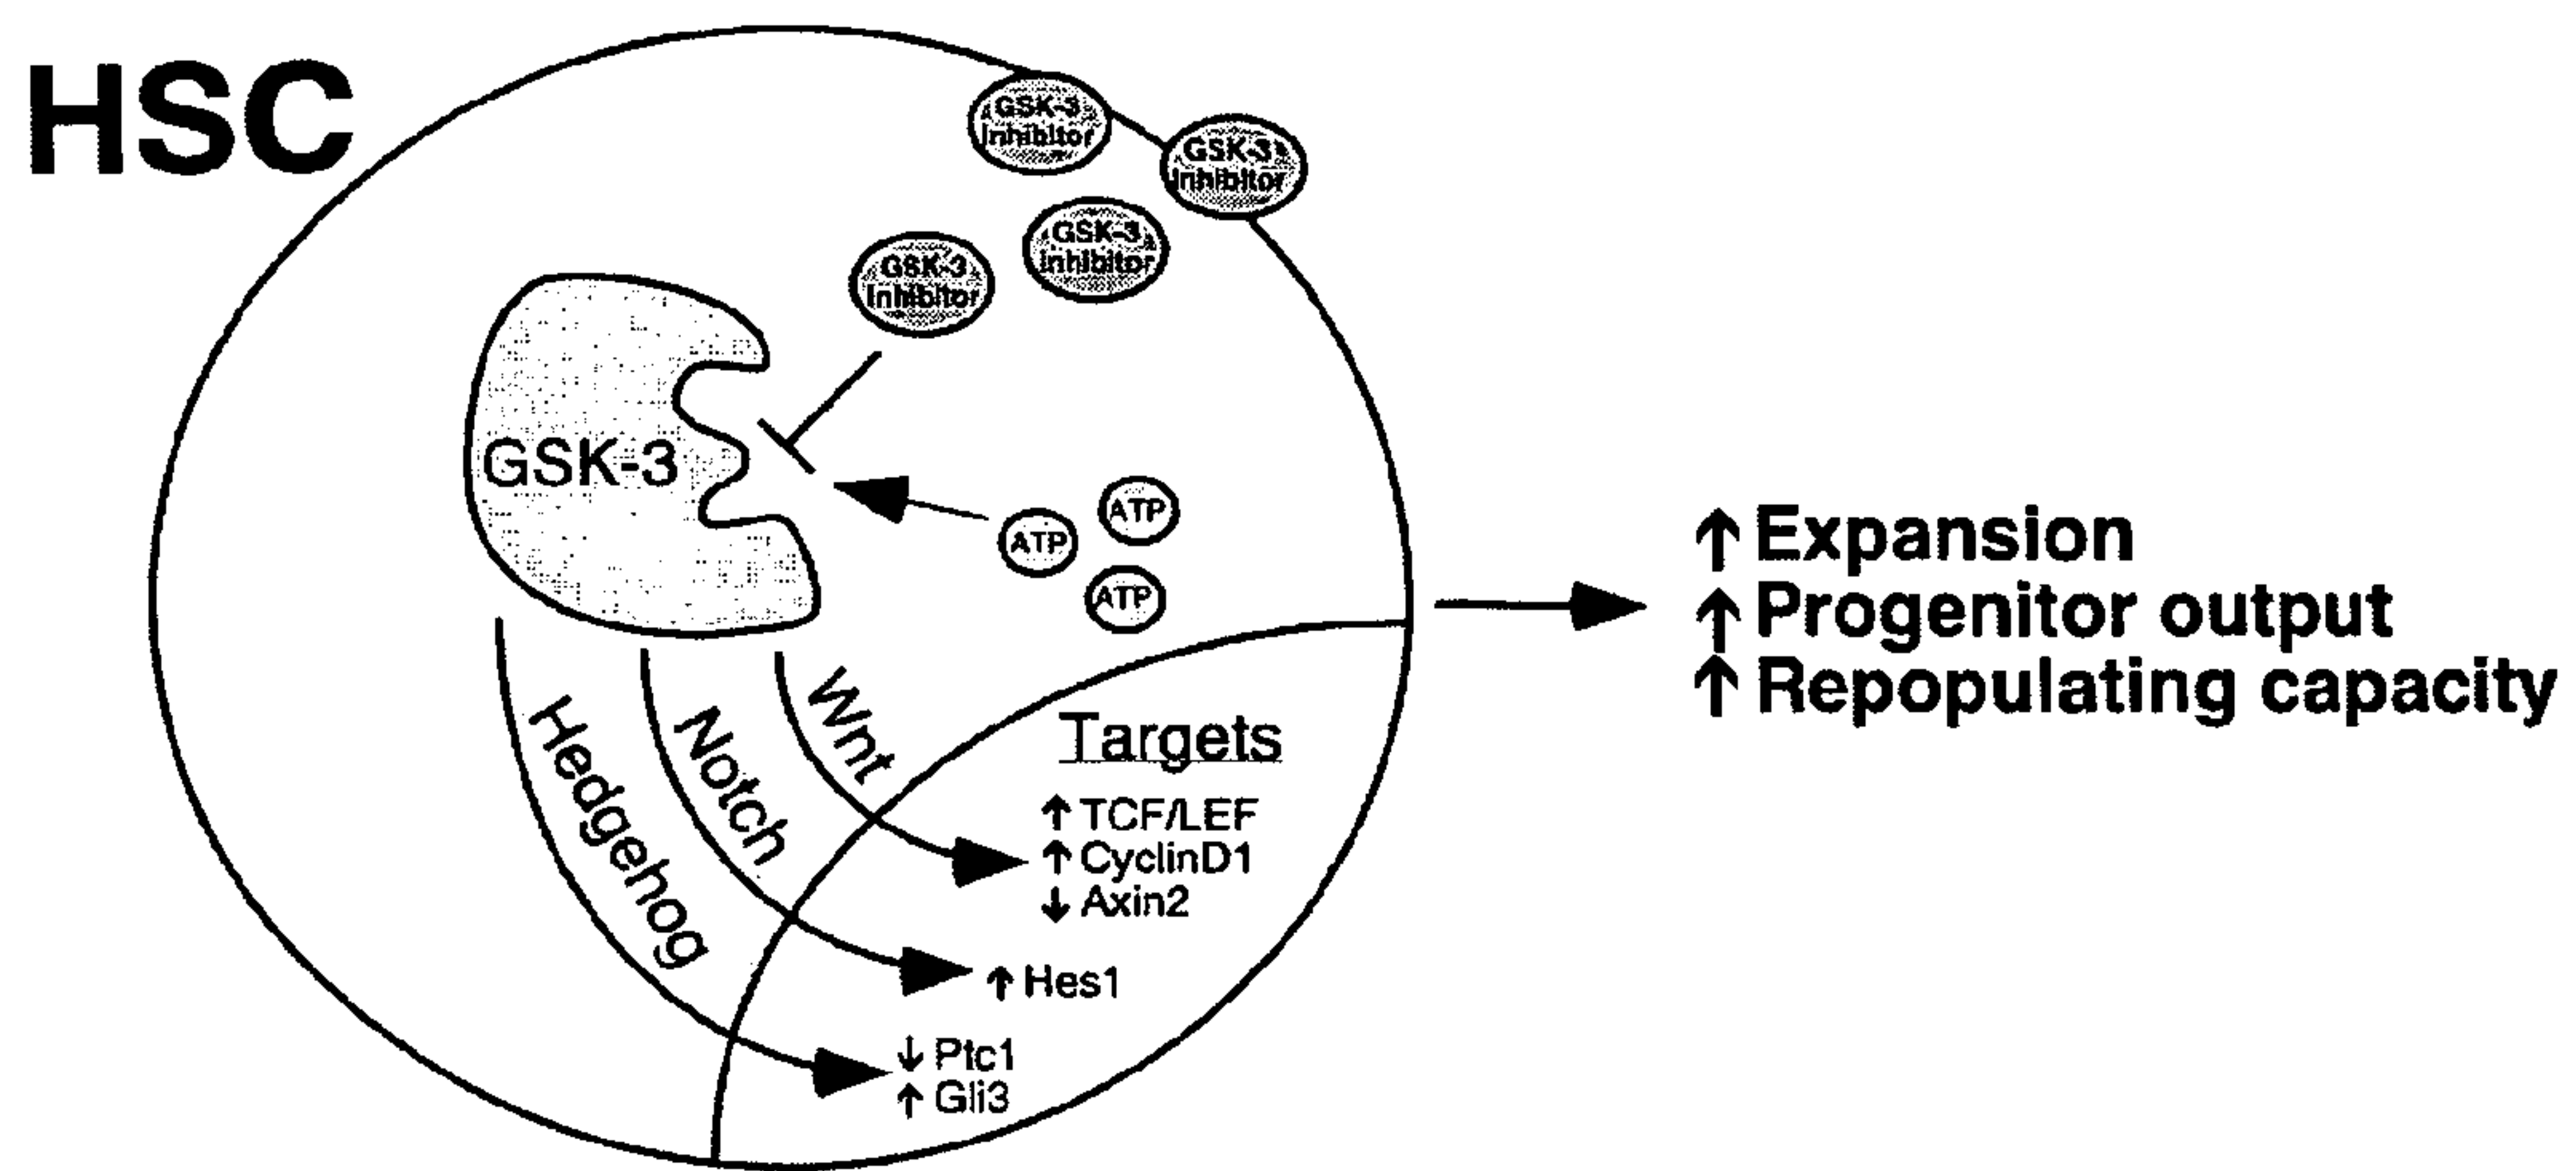 HSC
GSK-3
Inhibitor
GSK-3
Inhibitor
GSK-3
Inhibitor
GSK-3
Inhibitor
GSK-3
ATP
ATP
ATP
↑ Expansion
↑ Progenitor output
↑ Repopulating capacity
Hedgehog
Notch
Wnt
Targets
↑ TCF/LEF
↑ CyclinD1
↓ Axin2
↑ Hes1
↓ Ptc1
↑ Gli3